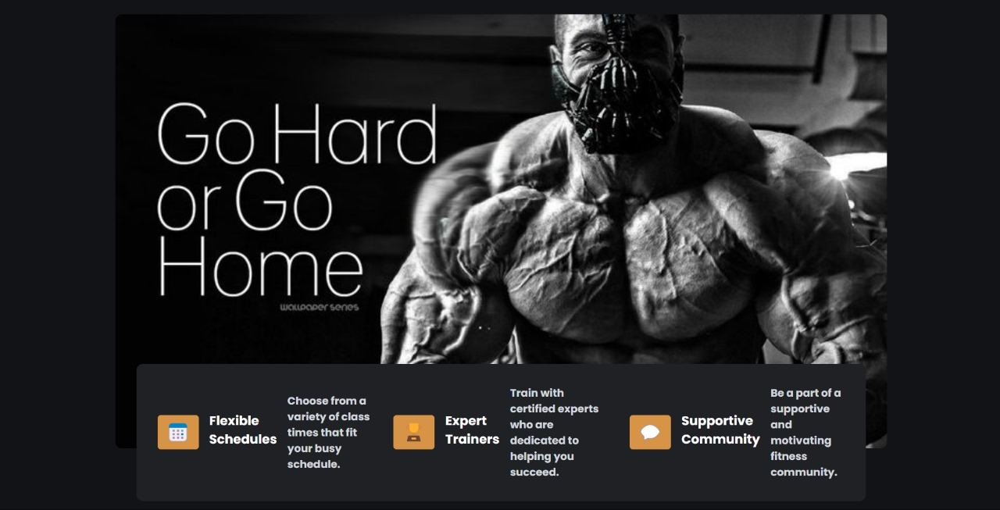 Go Hard
or Go
Home
wallpaper series
Flexible
Schedules
Choose from a
variety of class
times that fit
your busy
schedule.
Expert
Trainers
Train with
certified experts
who are
dedicated to
helping you
succeed.
Supportive
Community
Be a part of a
supportive
and
motivating
fitness
community.